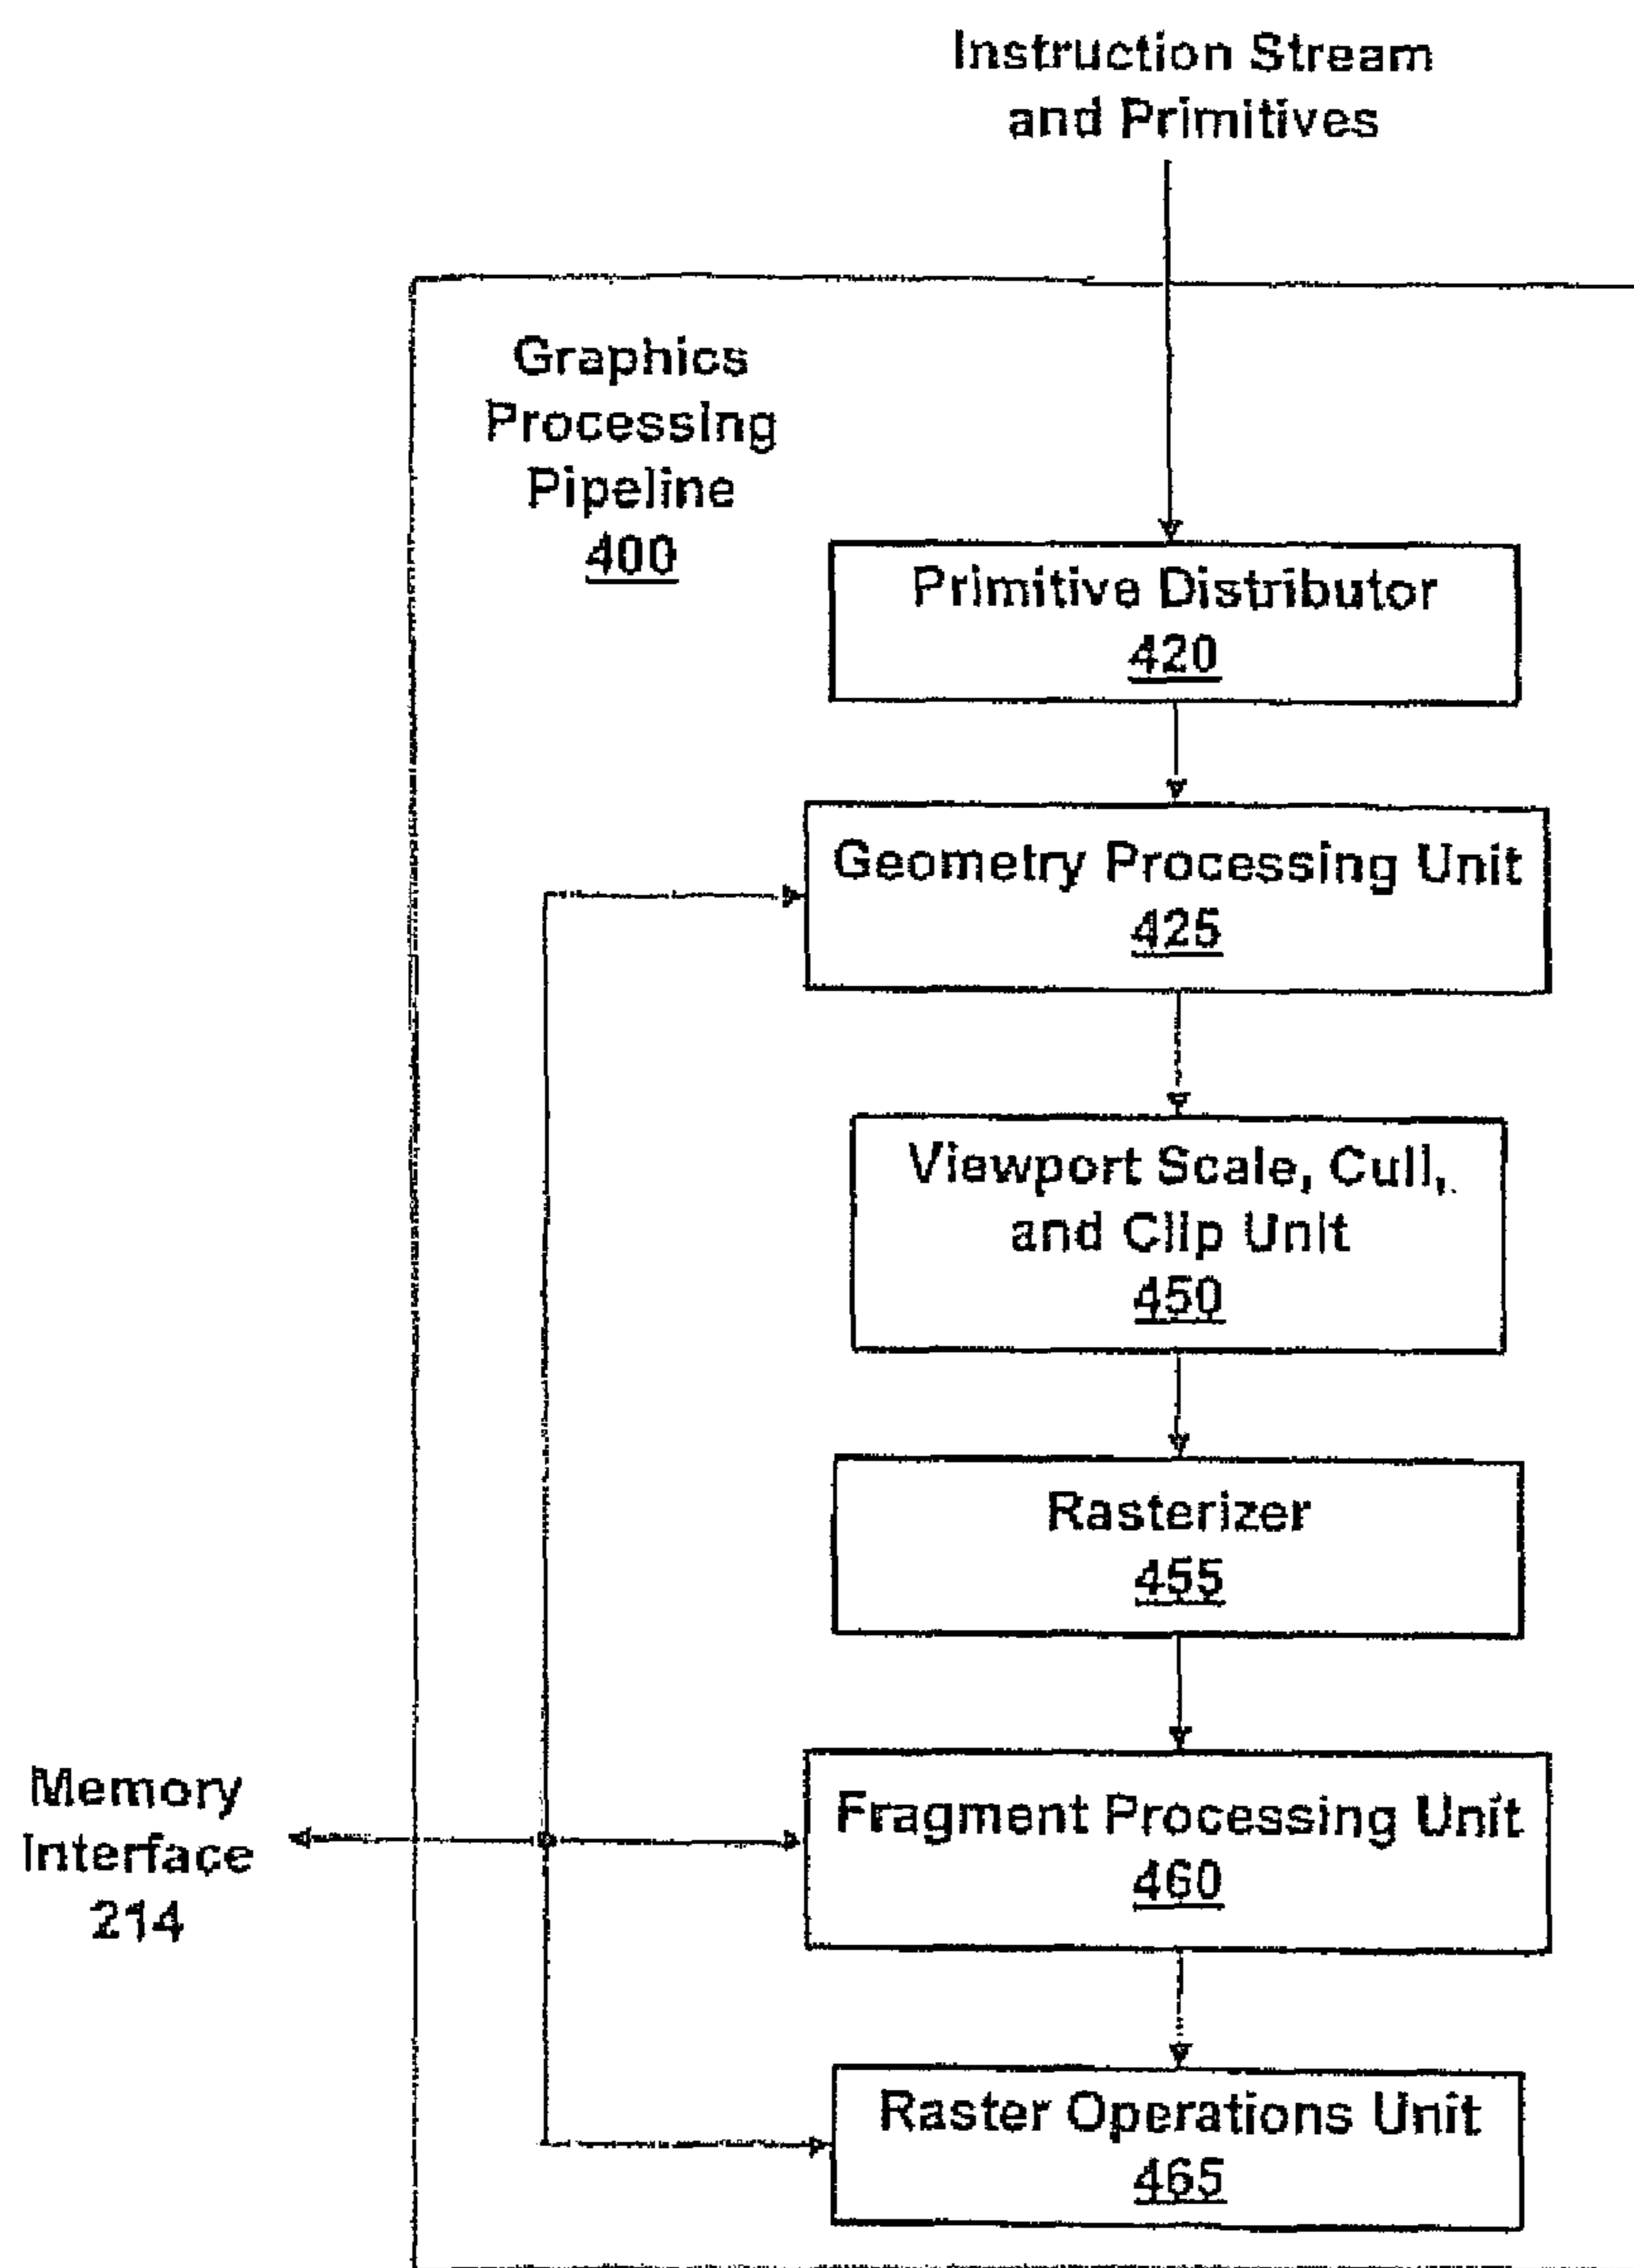 Instruction Stream
and Primitives
Graphics
Processing
Pipeline
400
Primitive Distributor
420
Geometry Processing Unit
425
Viewport Scale, Cull,
and Clip Unit
450
Rasterizer
455
Memory
Interface
214
Fragment Processing Unit
460
Raster Operations Unit
465